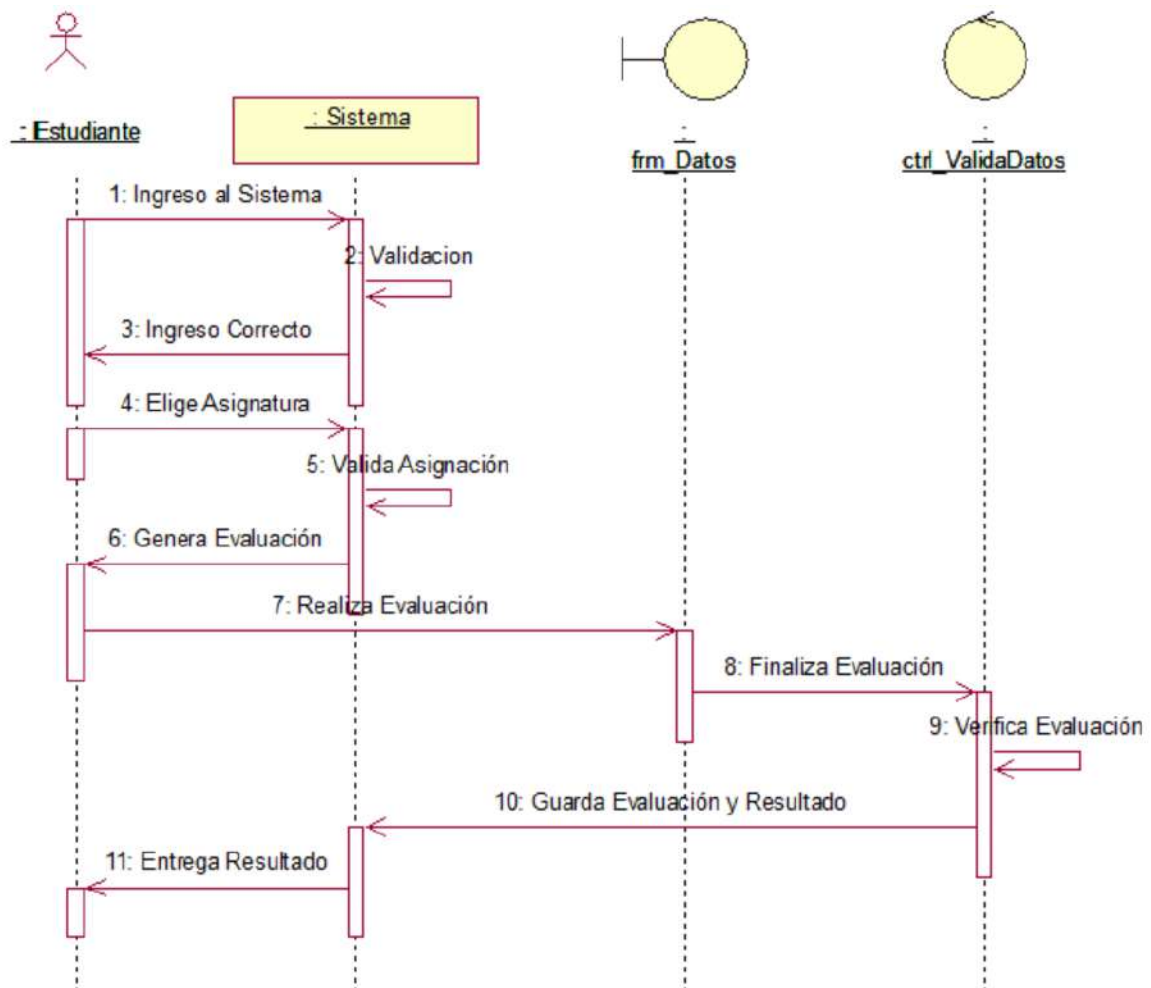 : Estudiante
: Sistema
:
frm_Datos
:
ctrl_ValidaDatos
1: Ingreso al Sistema
2: Validacion
3: Ingreso Correcto
4: Elige Asignatura
5: Valida Asignación
6: Genera Evaluación
7: Realiza Evaluación
8: Finaliza Evaluación
9: Verifica Evaluación
10: Guarda Evaluación y Resultado
11: Entrega Resultado